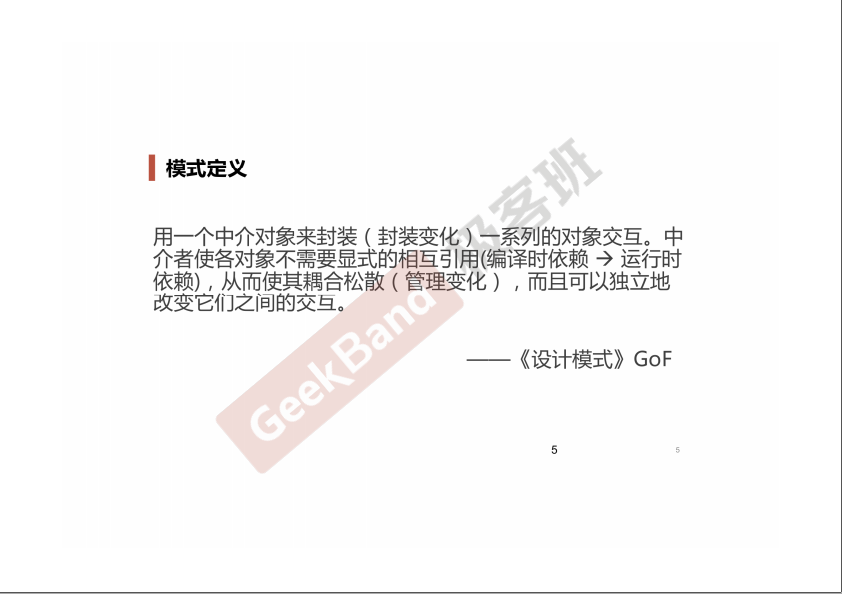 模式定义
用一个中介对象来封装（封装变化）一系列的对象交互。中
介者使各对象不需要显式的相互引用(编译时依赖 → 运行时
依赖)，从而使其耦合松散（管理变化），而且可以独立地
改变它们之间的交互。
——《设计模式》GoF
GeekBand 极客班
5
5